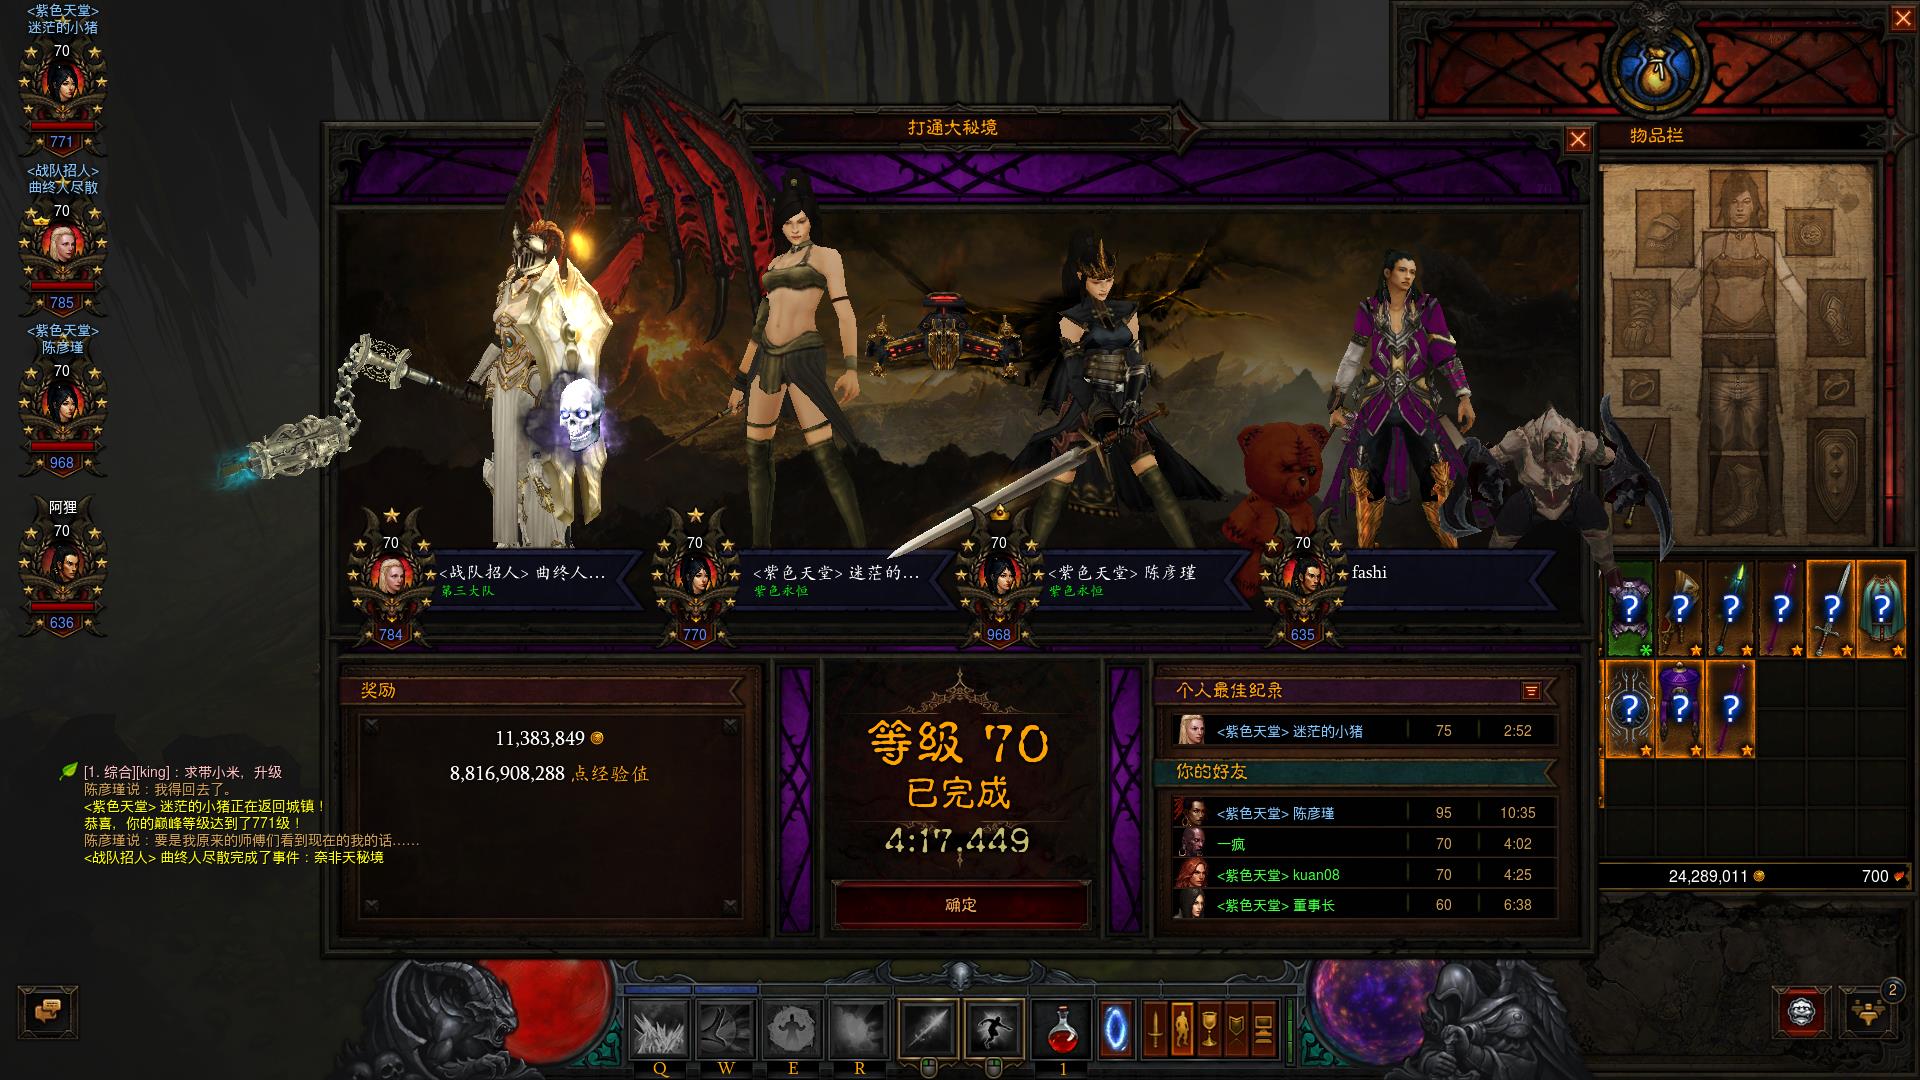 <紫色天堂>
迷茫的小猪
70
771
<战队招人>
曲终人尽散
70
785
<紫色天堂>
陈彦瑾
70
968
阿狸
70
636
打通大秘境
物品栏
70
<战队招人> 曲终人...
第三大队
784
70
<紫色天堂> 迷茫的...
紫色永恒
770
70
<紫色天堂> 陈彦瑾
紫色永恒
968
70
fashi
635
奖励
11,383,849
8,816,908,288 点经验值
等级 70
已完成
4:17.449
确定
个人最佳纪录
<紫色天堂> 迷茫的小猪 75 2:52
你的好友
<紫色天堂> 陈彦瑾 95 10:35
一疯 70 4:02
<紫色天堂> kuan08 70 4:25
<紫色天堂> 董事长 60 6:38
? ? ? ? ? ?
? ? ?
24,289,011 700
[1. 综合][king]：求带小米，升级
陈彦瑾说：我得回去了。
<紫色天堂> 迷茫的小猪正在返回城镇！
恭喜，你的巅峰等级达到了771级！
陈彦瑾说：要是我原来的师傅们看到现在的我的话……
<战队招人> 曲终人尽散完成了事件：奈非天秘境
Q W E R 1
2